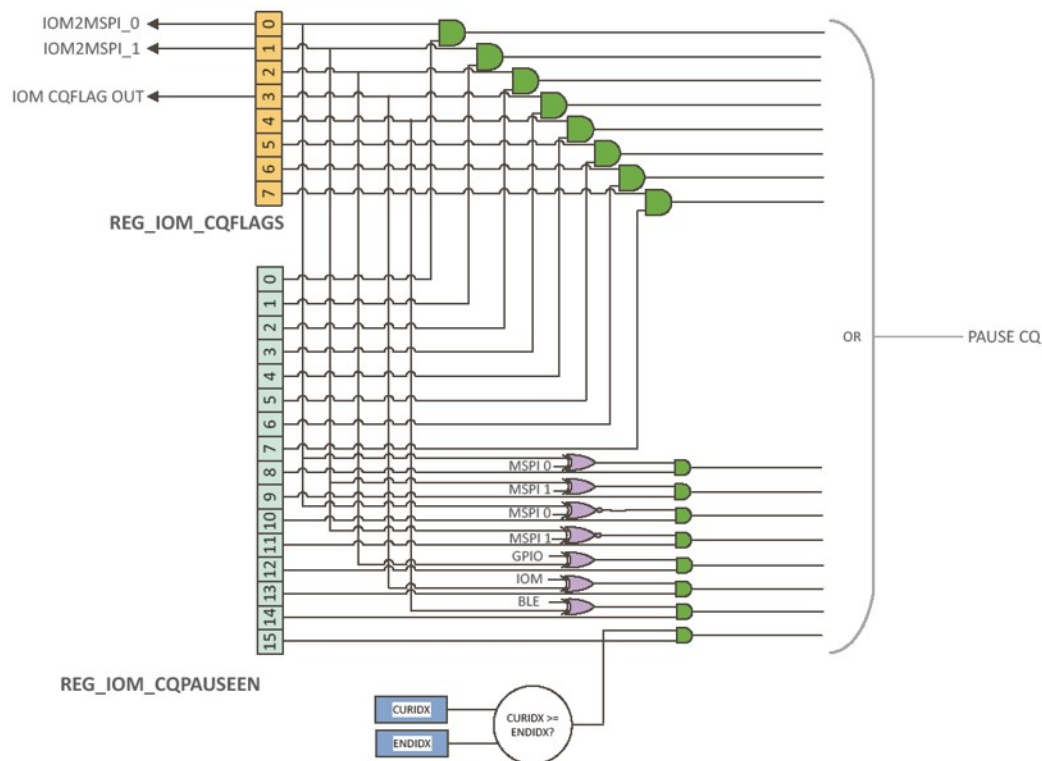 IOM2MSPI_0
IOM2MSPI_1
IOM CQFLAG OUT
0
1
2
3
4
5
6
7
REG_IOM_CQFLAGS
0
1
2
3
4
5
6
7
8
9
10
11
12
13
14
15
REG_IOM_CQPAUSEEN
MSPI 0
MSPI 1
MSPI 0
MSPI 1
GPIO
IOM
BLE
OR
PAUSE CQ
CURIDX
ENDIDX
CURIDX >=
ENDIDX?